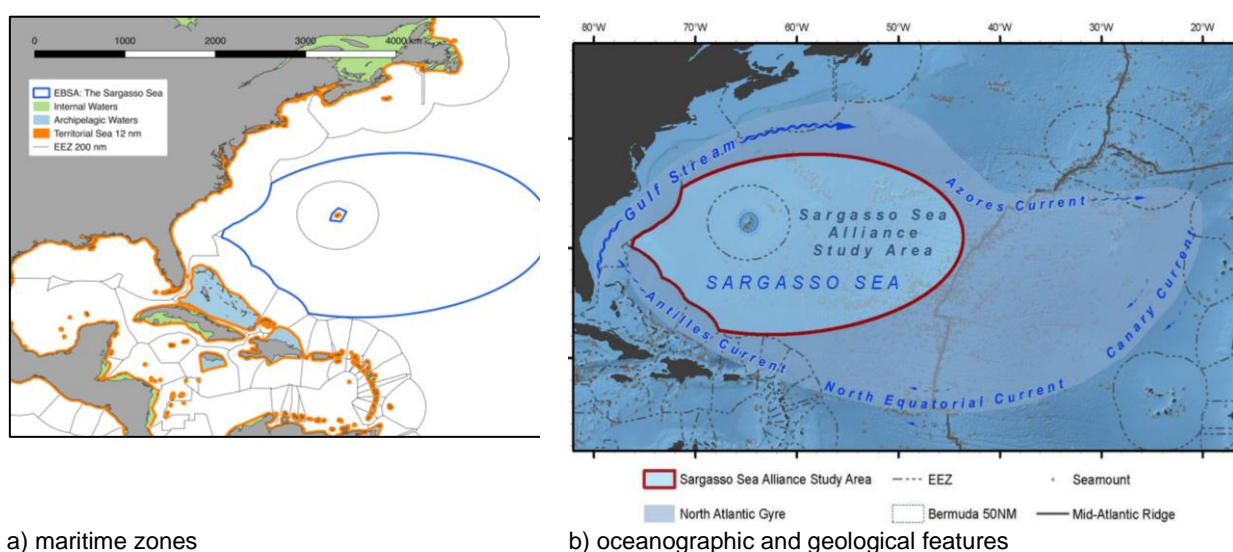 0 1000 2000 3000 4000 km
EBSA: The Sargasso Sea
Internal Waters
Archipelagic Waters
Territorial Sea 12 nm
EEZ 200 nm
a) maritime zones
80°W 70°W 60°W 50°W 40°W 30°W 20°W
Gulf Stream
Azores Current
Sargasso Sea
Alliance
Study Area
SARGASSO SEA
Antilles Current
Canary Current
North Equatorial Current
Sargasso Sea Alliance Study Area
EEZ
Seamount
North Atlantic Gyre
Bermuda 50NM
Mid-Atlantic Ridge
b) oceanographic and geological features